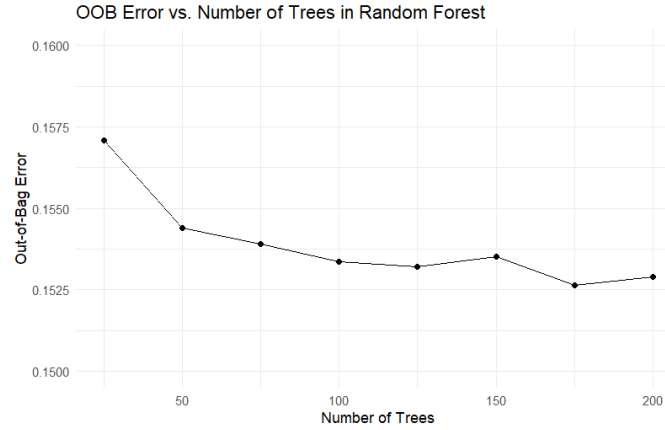 OOB Error vs. Number of Trees in Random Forest
0.1600
0.1575
0.1550
0.1525
0.1500
Out-of-Bag Error
50 100 150 200
Number of Trees